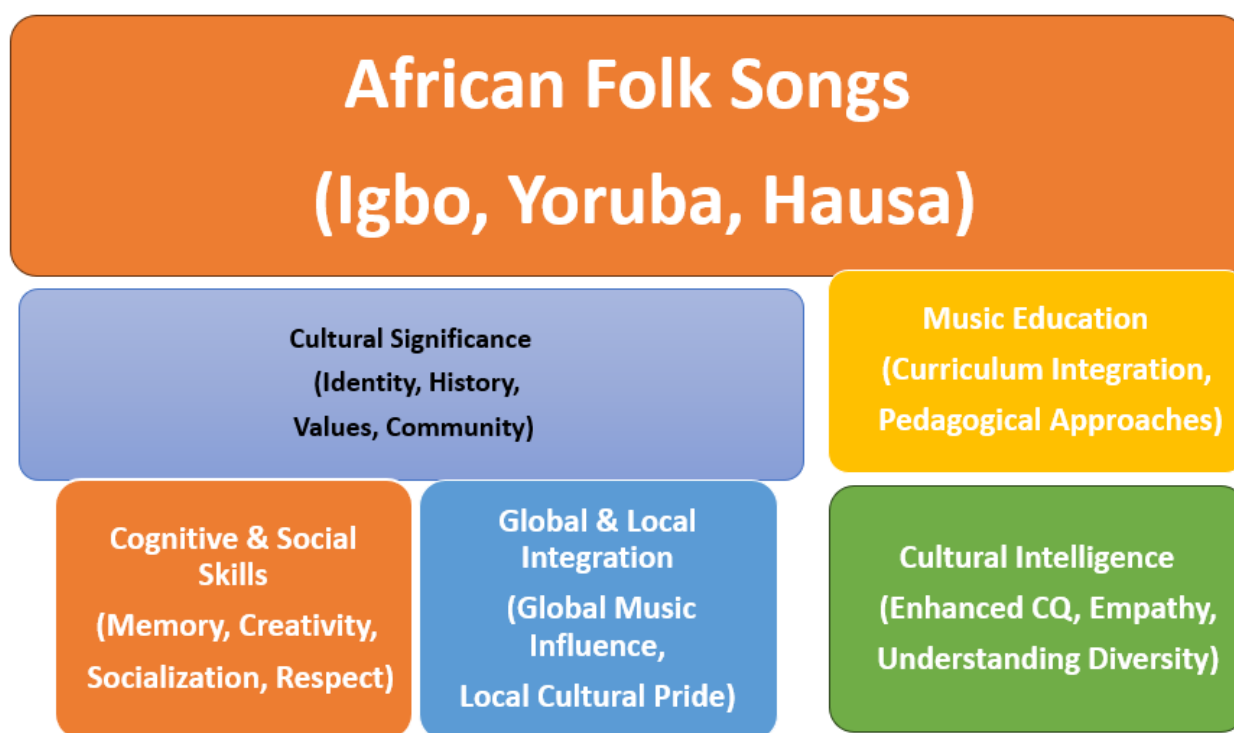 African Folk Songs
(Igbo, Yoruba, Hausa)
Cultural Significance
(Identity, History,
Values, Community)
Music Education
(Curriculum Integration,
Pedagogical Approaches)
Cognitive & Social
Skills
(Memory, Creativity,
Socialization, Respect)
Global & Local
Integration
(Global Music
Influence,
Local Cultural Pride)
Cultural Intelligence
(Enhanced CQ, Empathy,
Understanding Diversity)